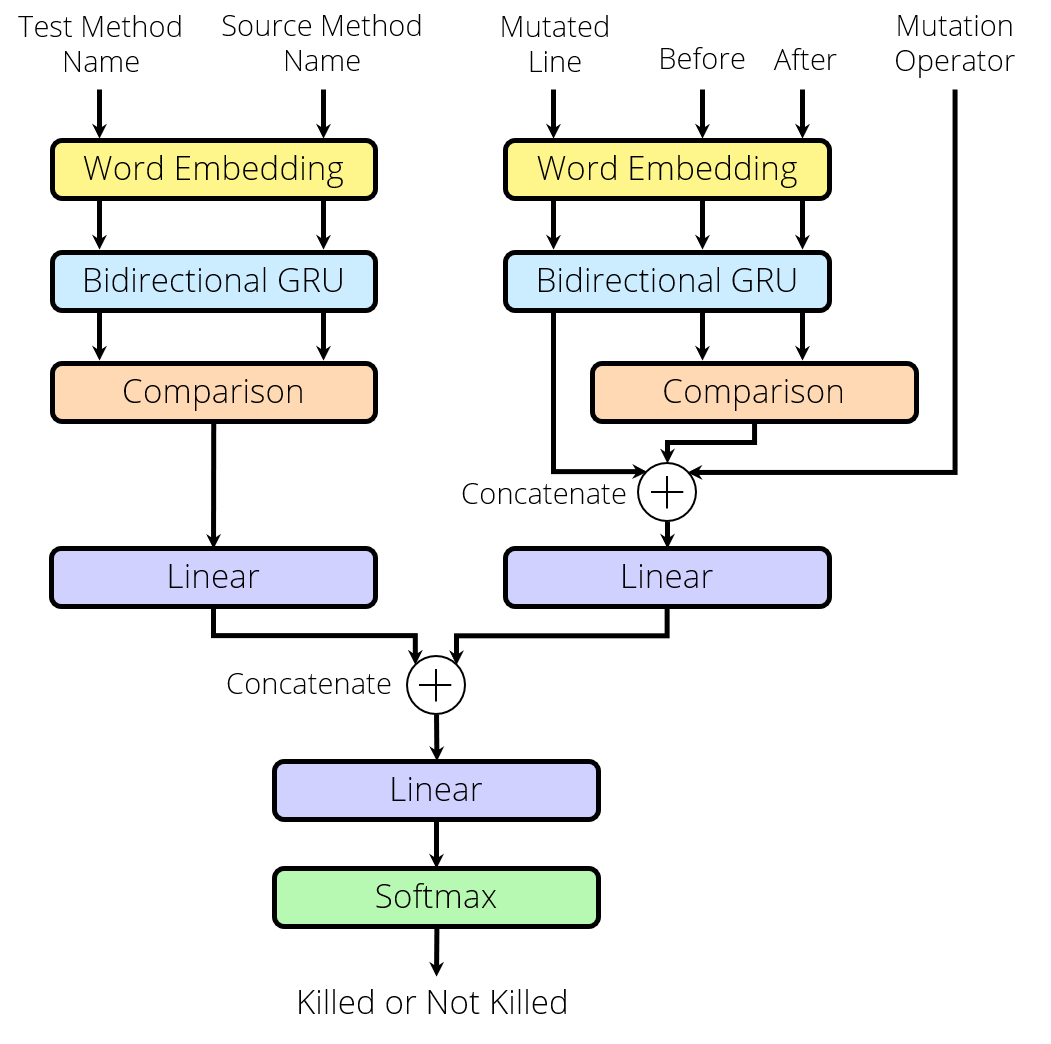 Test Method
Name
Source Method
Name
Mutated
Line
Before
After
Mutation
Operator
Word Embedding
Word Embedding
Bidirectional GRU
Bidirectional GRU
Comparison
Comparison
Concatenate
Linear
Linear
Concatenate
Linear
Softmax
Killed or Not Killed